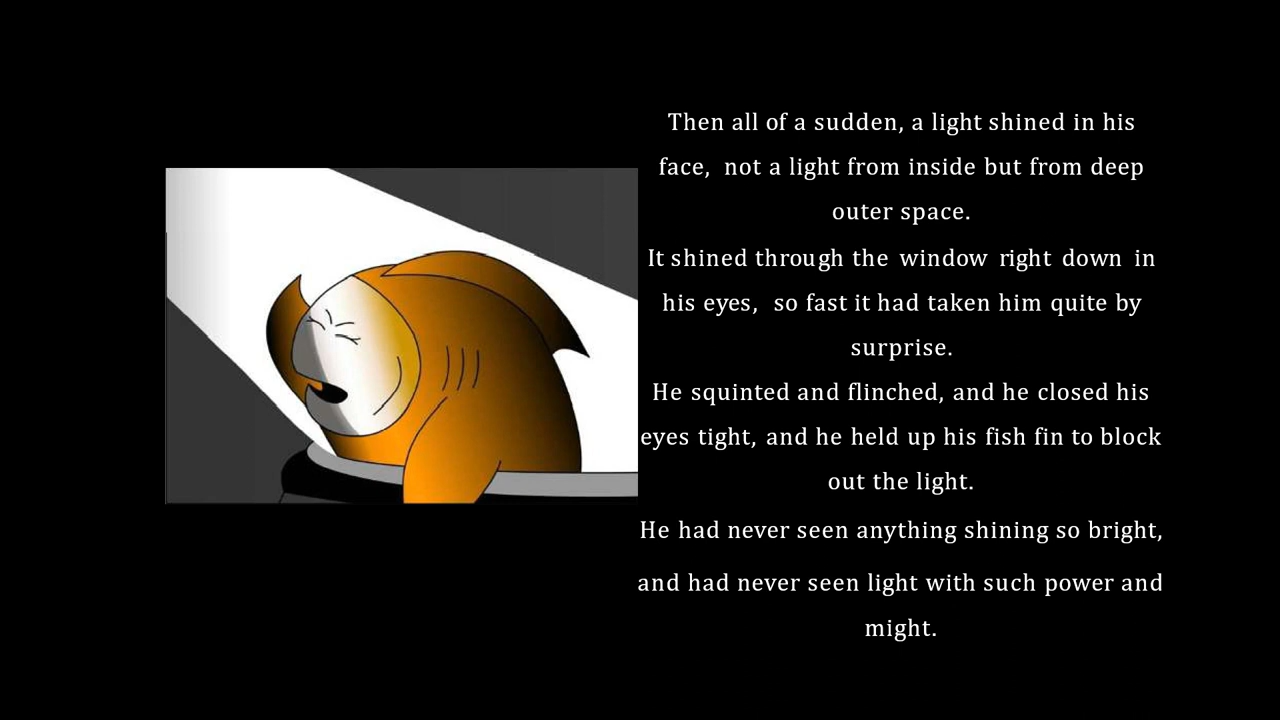 Then all of a sudden, a light shined in his
face, not a light from inside but from deep
outer space.
It shined through the window right down in
his eyes, so fast it had taken him quite by
surprise.
He squinted and flinched, and he closed his
eyes tight, and he held up his fish fin to block
out the light.
He had never seen anything shining so bright,
and had never seen light with such power and
might.